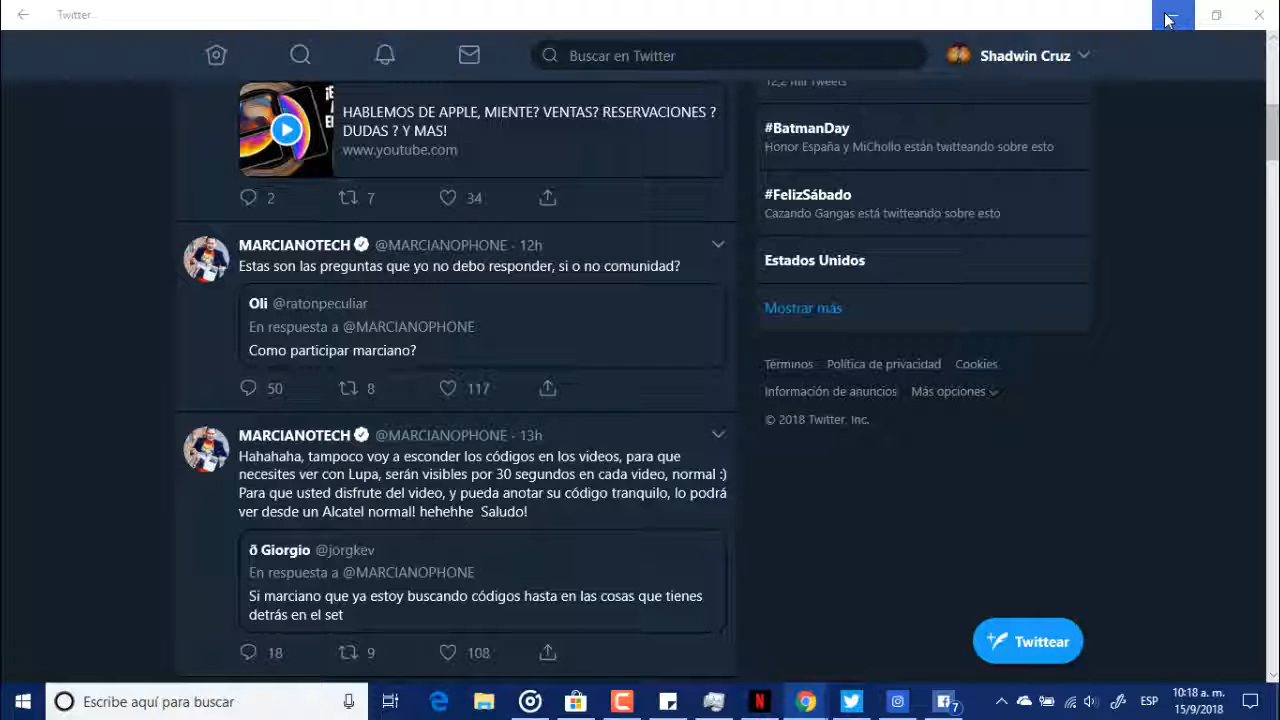 Twitter
Buscar en Twitter
Shadwin Cruz
HABLEMOS DE APPLE, MIENTE? VENTAS? RESERVACIONES ?
DUDAS ? Y MAS!
www.youtube.com
2 7 34
MARCIANOTECH @MARCIANOPHONE · 12h
Estas son las preguntas que yo no debo responder, si o no comunidad?
Oli @ratonpeculiar
En respuesta a @MARCIANOPHONE
Como participar marciano?
50 8 117
MARCIANOTECH @MARCIANOPHONE · 13h
Hahahaha, tampoco voy a esconder los códigos en los videos, para que
necesites ver con Lupa, serán visibles por 30 segundos en cada video, normal :)
Para que usted disfrute del video, y pueda anotar su código tranquilo, lo podrá
ver desde un Alcatel normal! hehehhe Saludo!
ð Giorgio @jorgkev
En respuesta a @MARCIANOPHONE
Si marciano que ya estoy buscando códigos hasta en las cosas que tienes
detrás en el set
18 9 108
12,2 mil Tweets
#BatmanDay
Honor España y MiChollo están twitteando sobre esto
#FelizSábado
Cazando Gangas está twitteando sobre esto
Estados Unidos
Mostrar más
Términos Política de privacidad Cookies
Información de anuncios Más opciones
© 2018 Twitter, Inc.
Twittear
Escribe aquí para buscar
7
ESP
10:18 a. m.
15/9/2018